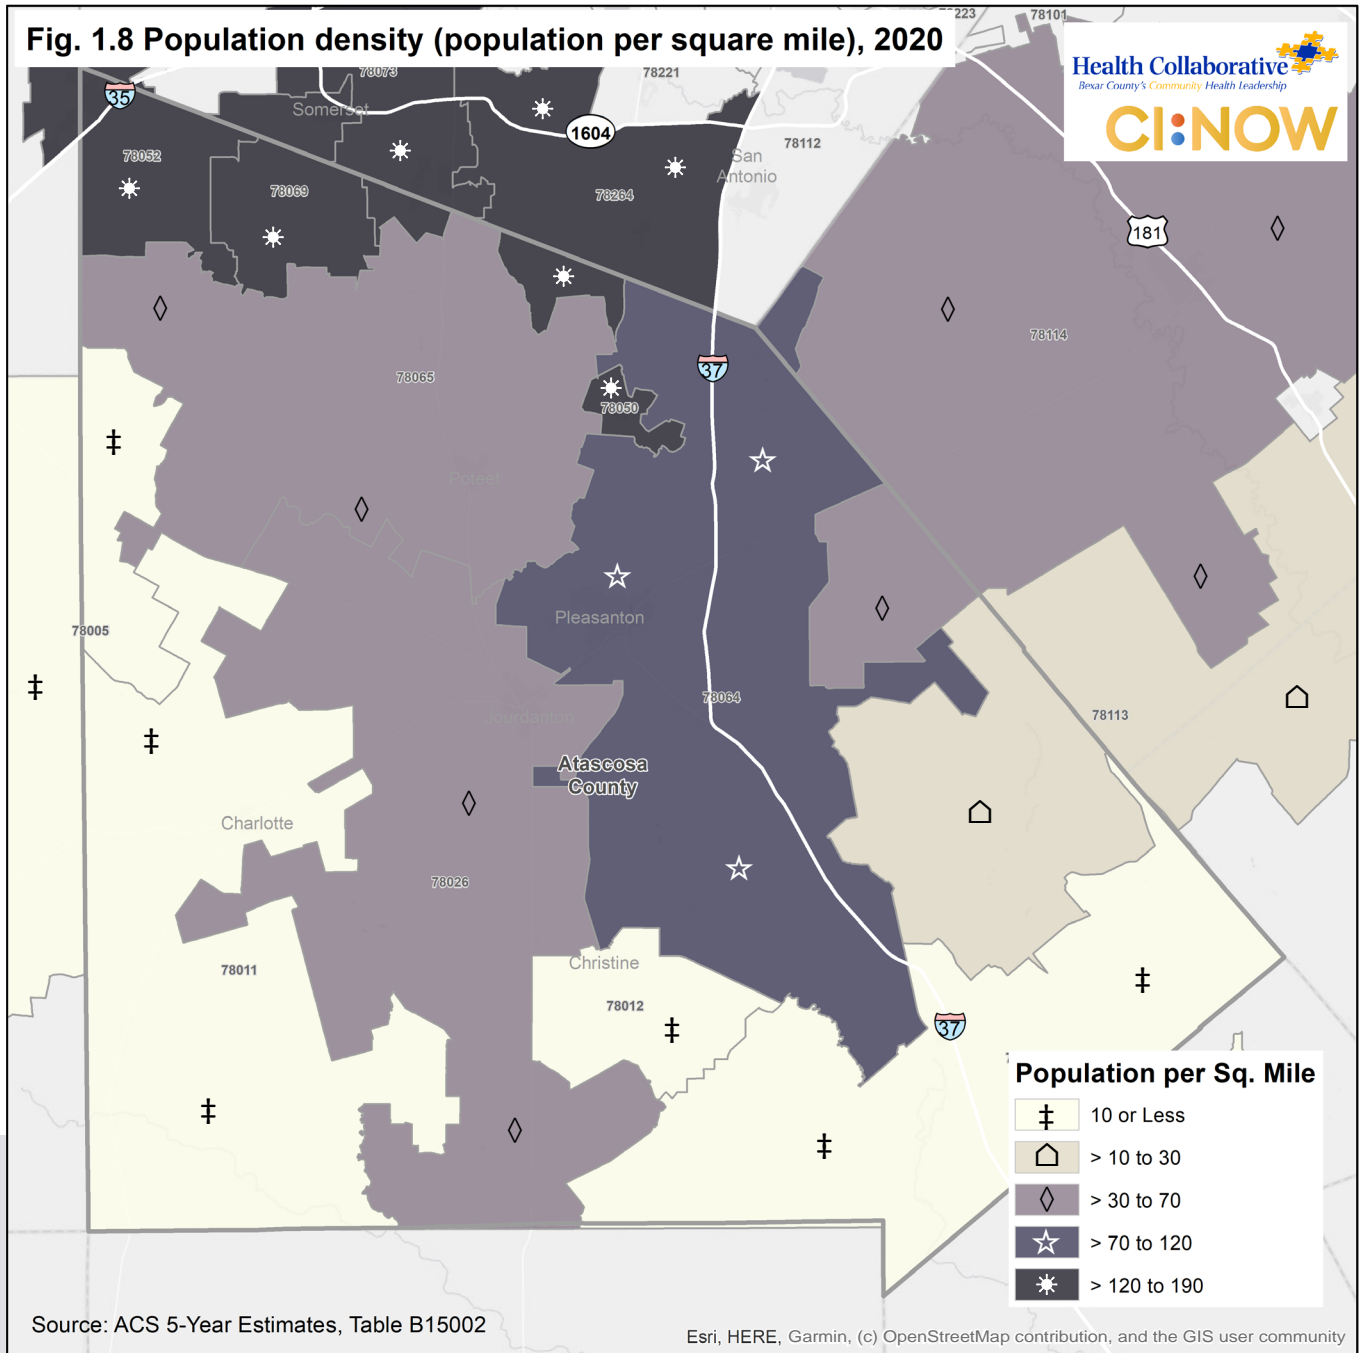 Fig. 1.8 Population density (population per square mile), 2020
78223
78101
Health Collaborative
Bexar County's Community Health Leadership
CI:NOW
78073
78221
35
Somerset
1604
78112
78052
San
Antonio
78069
78264
181
78114
37
78065
78050
Poteet
Pleasanton
78005
78064
78113
Jourdanton
Atascosa
County
Charlotte
78026
Christine
78011
78012
37
Population per Sq. Mile
10 or Less
> 10 to 30
> 30 to 70
> 70 to 120
> 120 to 190
Source: ACS 5-Year Estimates, Table B15002
Esri, HERE, Garmin, (c) OpenStreetMap contribution, and the GIS user community